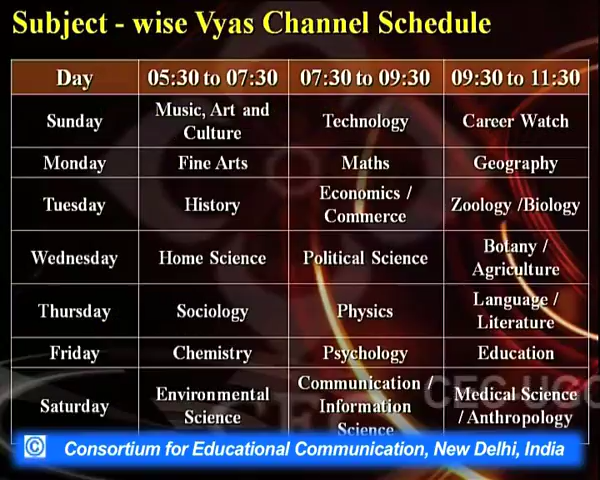 Subject - wise Vyas Channel Schedule
Day 05:30 to 07:30 07:30 to 09:30 09:30 to 11:30
Sunday Music, Art and Culture Technology Career Watch
Monday Fine Arts Maths Geography
Tuesday History Economics / Commerce Zoology /Biology
Wednesday Home Science Political Science Botany / Agriculture
Thursday Sociology Physics Language / Literature
Friday Chemistry Psychology Education
Saturday Environmental Science Communication / Information Science Medical Science / Anthropology
CEC-UGC
© Consortium for Educational Communication, New Delhi, India